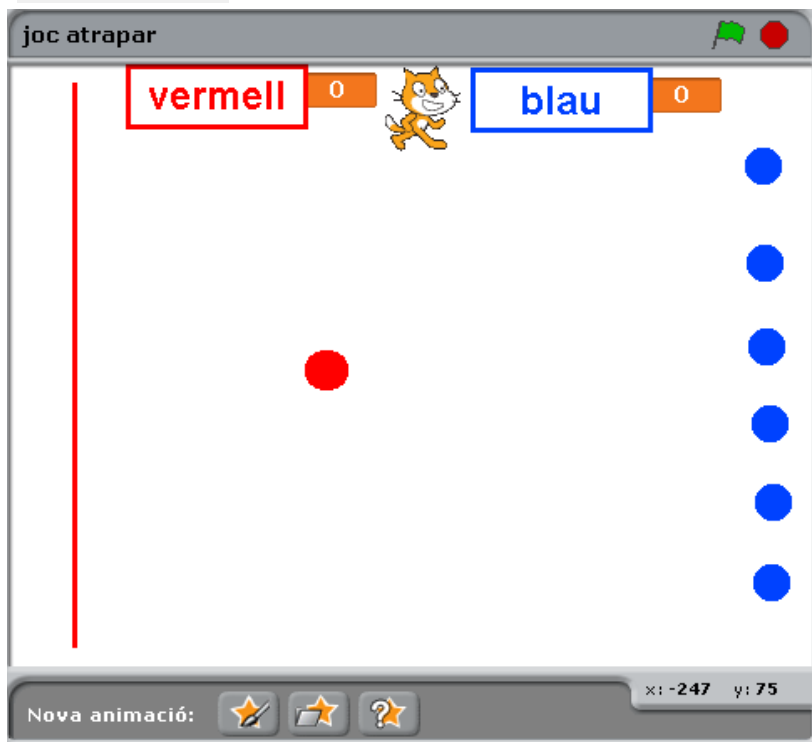 joc atrapar
vermell 0 blau 0
Nova animació:
x: -247 y: 75